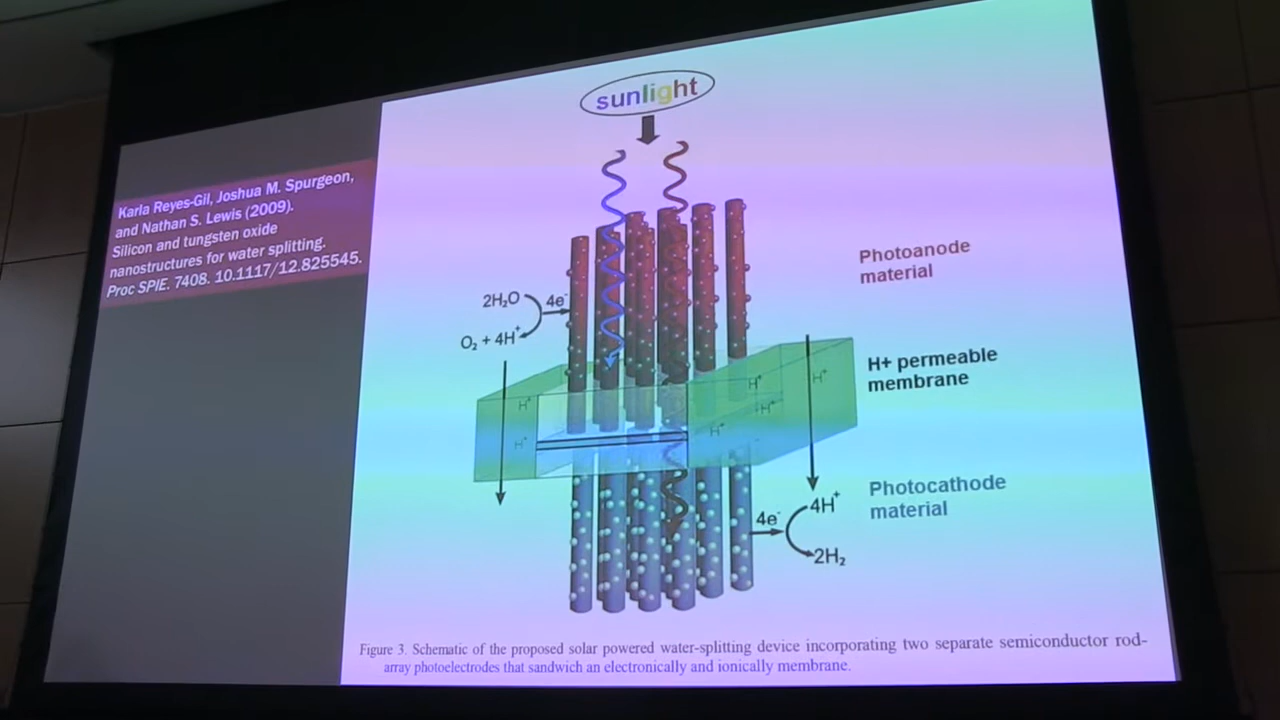 sunlight
Karla Reyes-Gil, Joshua M. Spurgeon,
and Nathan S. Lewis (2009).
Silicon and tungsten oxide
nanostructures for water splitting.
Proc SPIE. 7408. 10.1117/12.825545.
Photoanode
material
2H₂O
4e⁻
O₂ + 4H⁺
H+ permeable
membrane
H⁺
H⁺
H⁺
H⁺
H⁺
H⁺
Photocathode
material
4e⁻
4H⁺
2H₂
Figure 3. Schematic of the proposed solar powered water-splitting device incorporating two separate semiconductor rod-
array photoelectrodes that sandwich an electronically and ionically membrane.